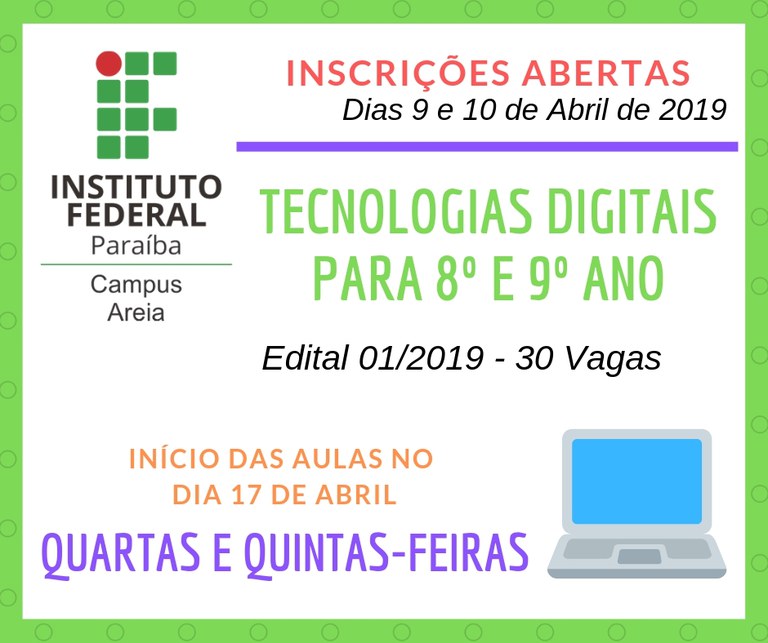 INSCRIÇÕES ABERTAS
Dias 9 e 10 de Abril de 2019
INSTITUTO
FEDERAL
Paraíba
Campus
Areia
TECNOLOGIAS DIGITAIS
PARA 8º E 9º ANO
Edital 01/2019 - 30 Vagas
INÍCIO DAS AULAS NO
DIA 17 DE ABRIL
QUARTAS E QUINTAS-FEIRAS